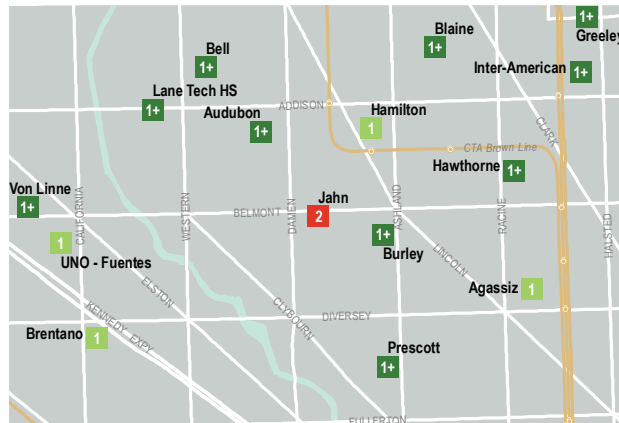 Blaine
1+
1+
Greeley
Bell
1+
Inter-American
1+
Lane Tech HS
1+
Audubon
1+
ADDISON
Hamilton
1
CLARK
CTA Brown Line
Hawthorne
1+
Von Linne
1+
CALIFORNIA
WESTERN
BELMONT
DAMEN
Jahn
2
ASHLAND
RACINE
HALSTED
1
UNO - Fuentes
1+
Burley
LINCOLN
ELSTON
Agassiz
1
KENNEDY EXPY
CLYBOURN
DIVERSEY
Brentano
1
Prescott
1+
FULLERTON